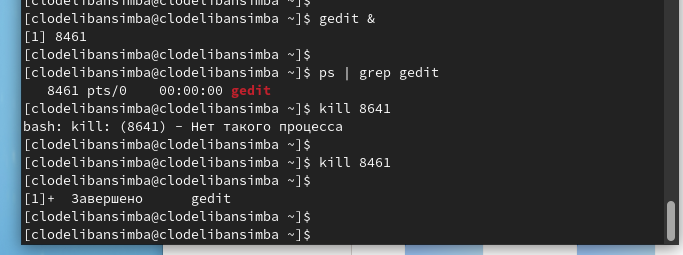 [clodelibansimba@clodelibansimba ~]$
[clodelibansimba@clodelibansimba ~]$ gedit &
[1] 8461
[clodelibansimba@clodelibansimba ~]$
[clodelibansimba@clodelibansimba ~]$ ps | grep gedit
   8461 pts/0    00:00:00 gedit
[clodelibansimba@clodelibansimba ~]$ kill 8641
bash: kill: (8641) – Нет такого процесса
[clodelibansimba@clodelibansimba ~]$
[clodelibansimba@clodelibansimba ~]$ kill 8461
[clodelibansimba@clodelibansimba ~]$
[1]+  Завершено      gedit
[clodelibansimba@clodelibansimba ~]$
[clodelibansimba@clodelibansimba ~]$